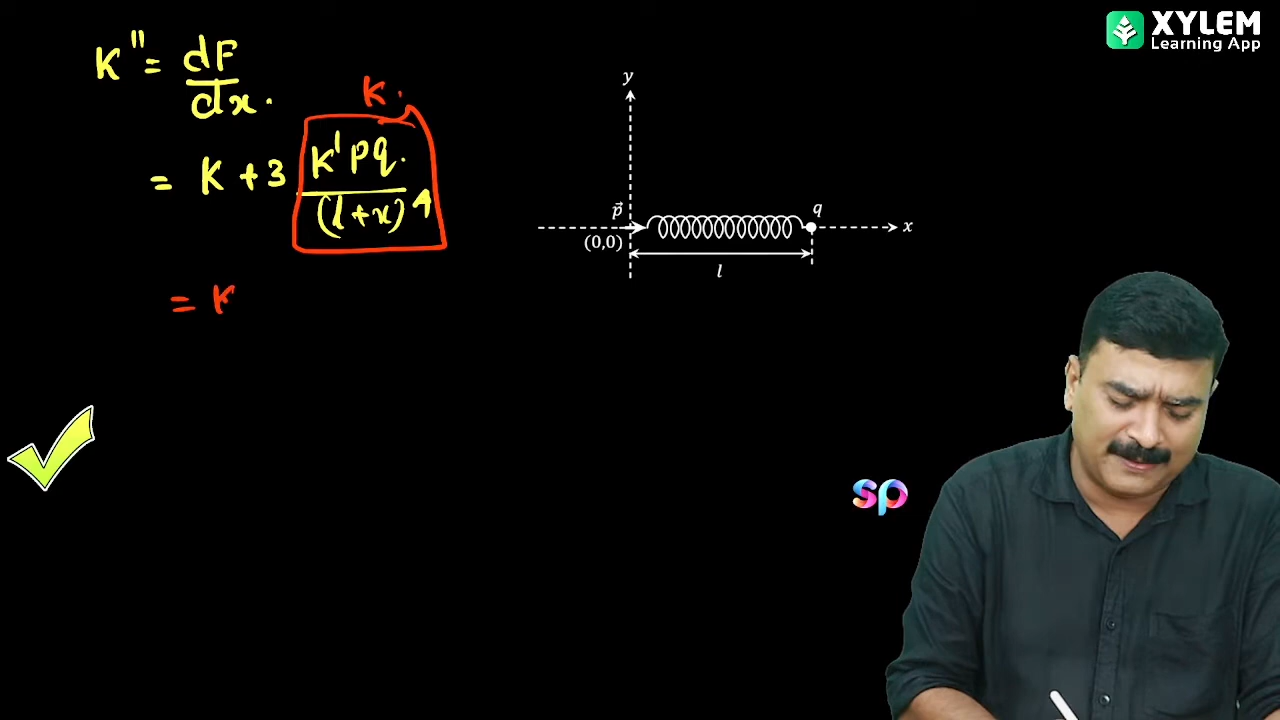 XYLEM
Learning App
K" = dF/dx.
K.
= K + 3 K'Pq./(l+x)^4
= K
y
p⃗
q
x
(0,0)
l
sp